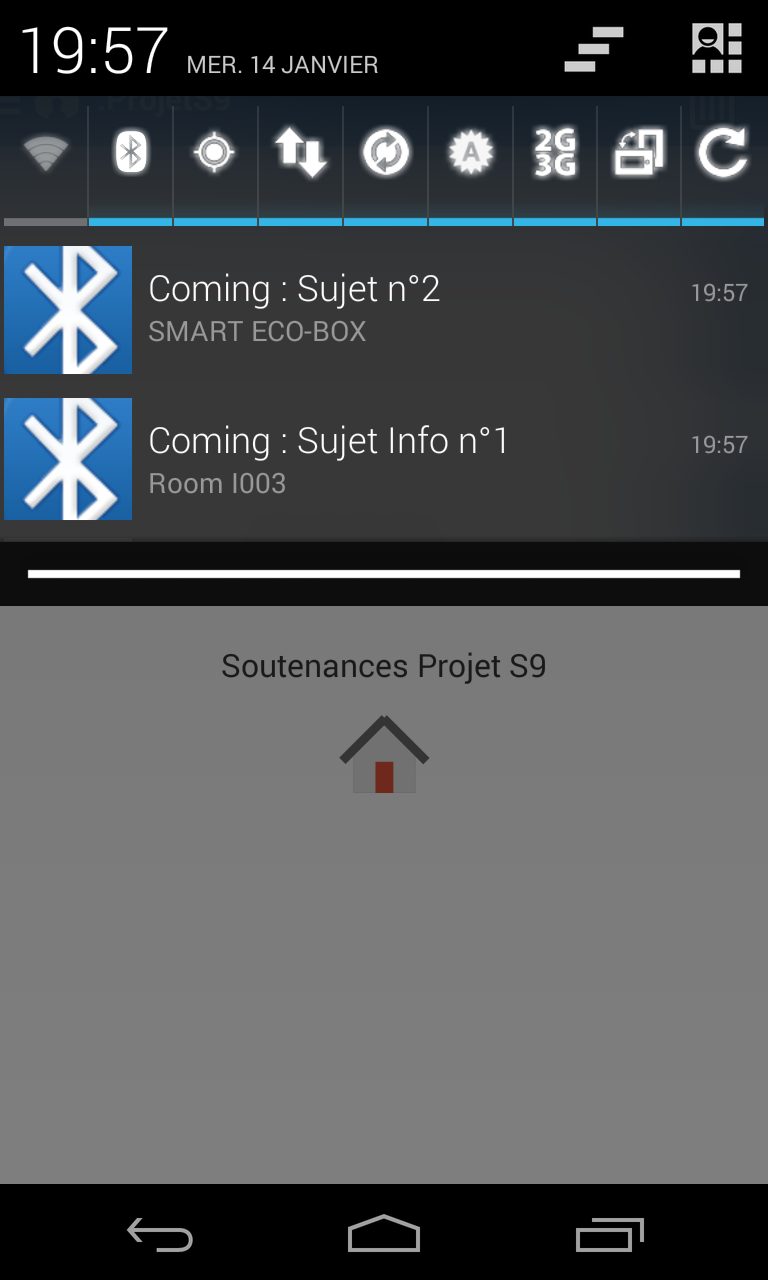 19:57 MER. 14 JANVIER
.ProjetS9
A
2G
3G
Coming : Sujet n°2
19:57
SMART ECO-BOX
Coming : Sujet Info n°1
19:57
Room I003
Soutenances Projet S9